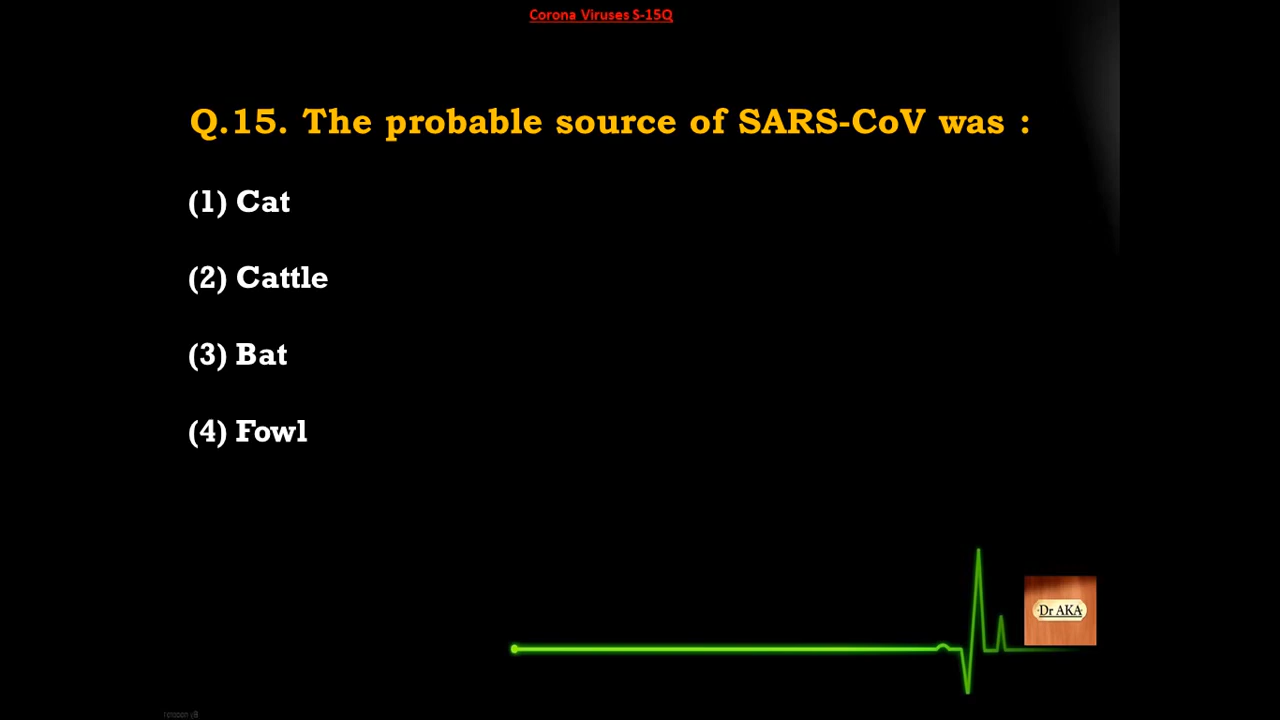 Corona Viruses S-15Q
Q.15. The probable source of SARS-CoV was :
(1) Cat
(2) Cattle
(3) Bat
(4) Fowl
Dr AKA